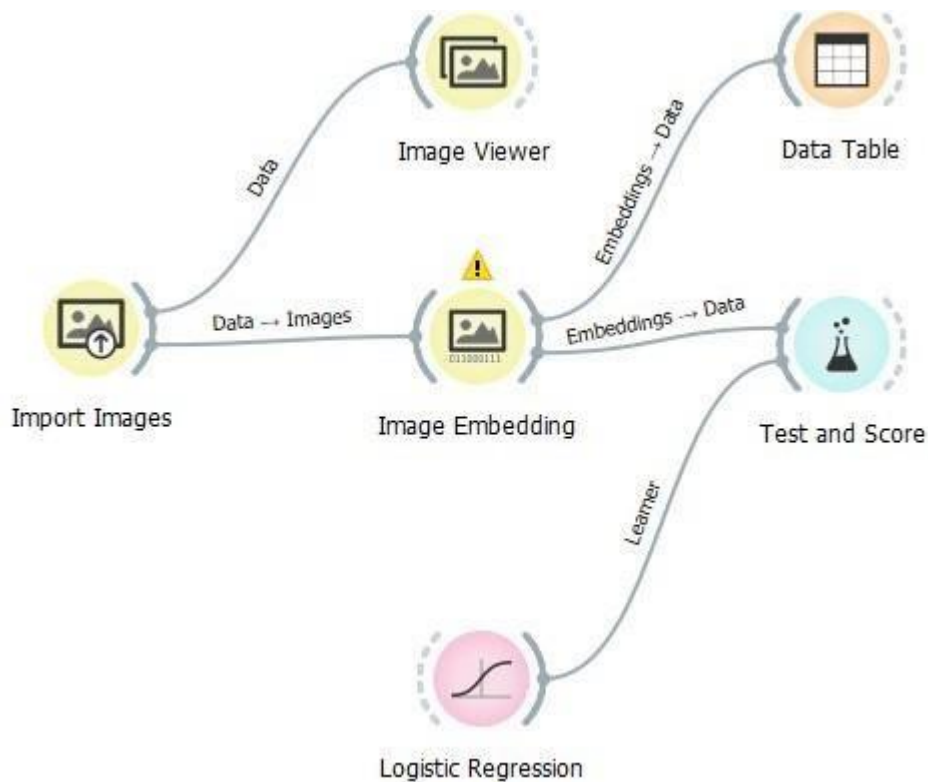 Image Viewer
Data Table
Data
Embeddings → Data
Data → Images
Embeddings → Data
Import Images
Image Embedding
Test and Score
Learner
Logistic Regression